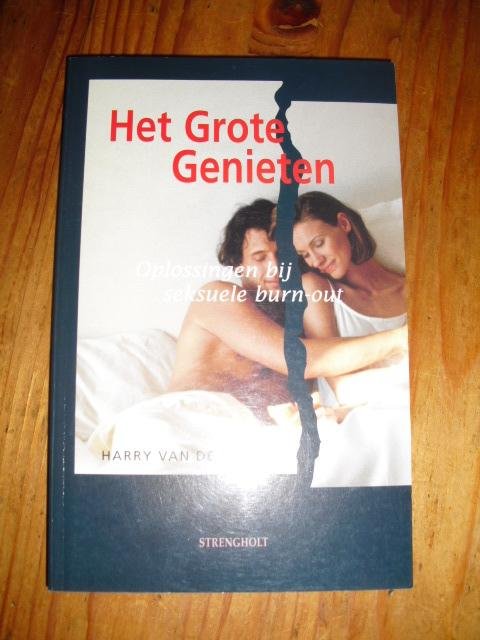 Het Grote
Genieten
Oplossingen bij
seksuele burn-out
HARRY VAN DE
STRENGHOLT